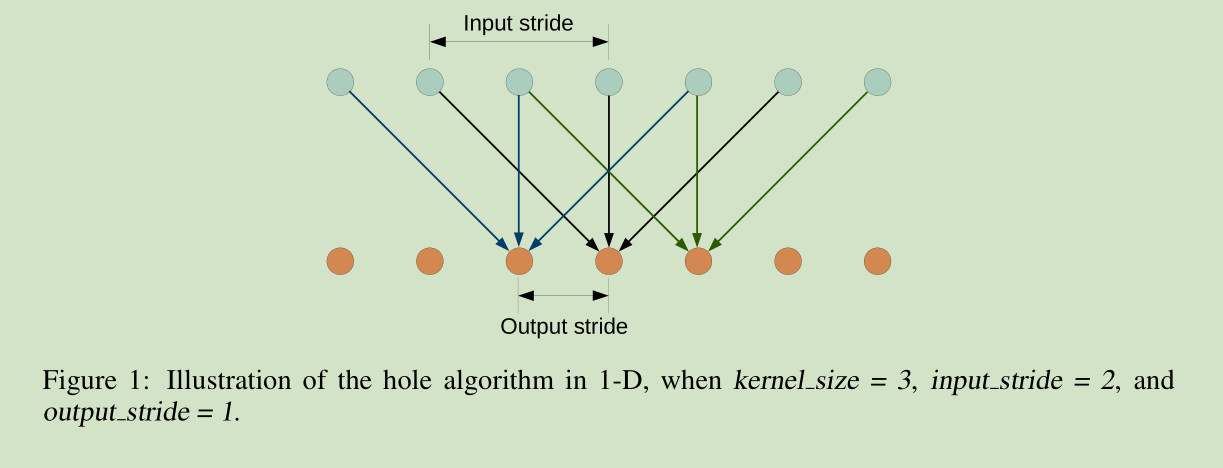 Input stride
Output stride
Figure 1: Illustration of the hole algorithm in 1-D, when kernel_size = 3, input_stride = 2, and
output_stride = 1.